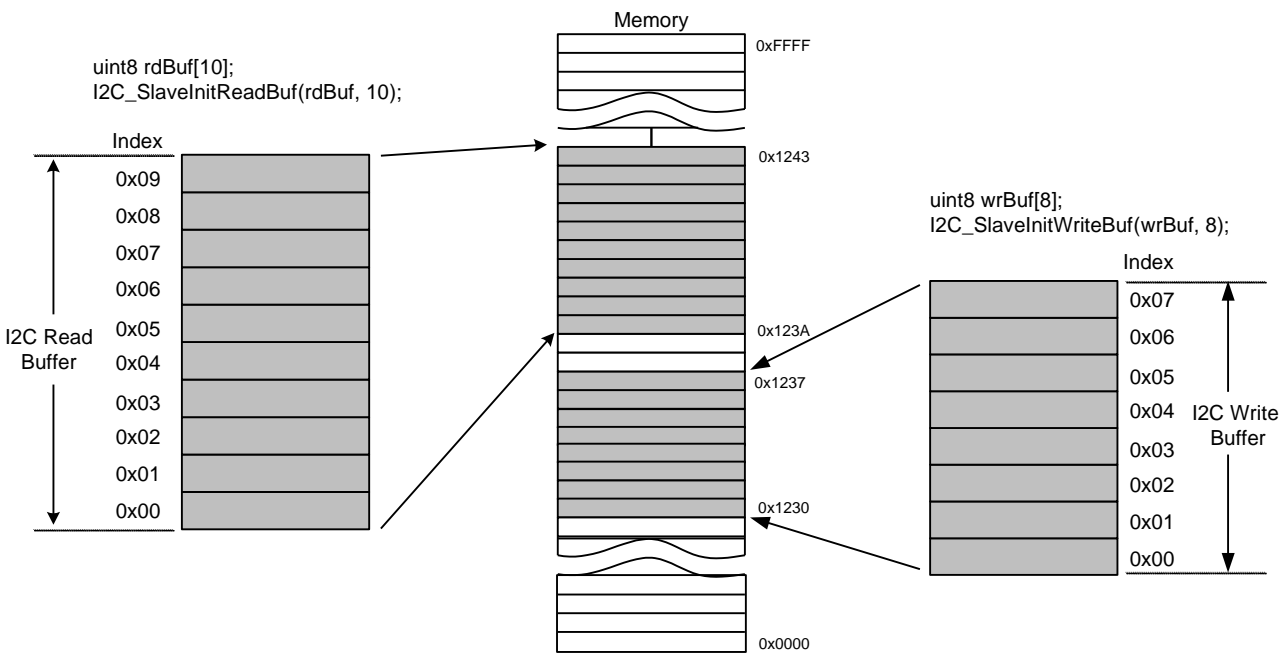 Memory
0xFFFF
uint8 rdBuf[10];
I2C_SlaveInitReadBuf(rdBuf, 10);
Index
0x09
0x08
0x07
0x06
0x05
0x04
0x03
0x02
0x01
0x00
I2C Read
Buffer
0x1243
0x123A
0x1237
0x1230
0x0000
uint8 wrBuf[8];
I2C_SlaveInitWriteBuf(wrBuf, 8);
Index
0x07
0x06
0x05
0x04
0x03
0x02
0x01
0x00
I2C Write
Buffer